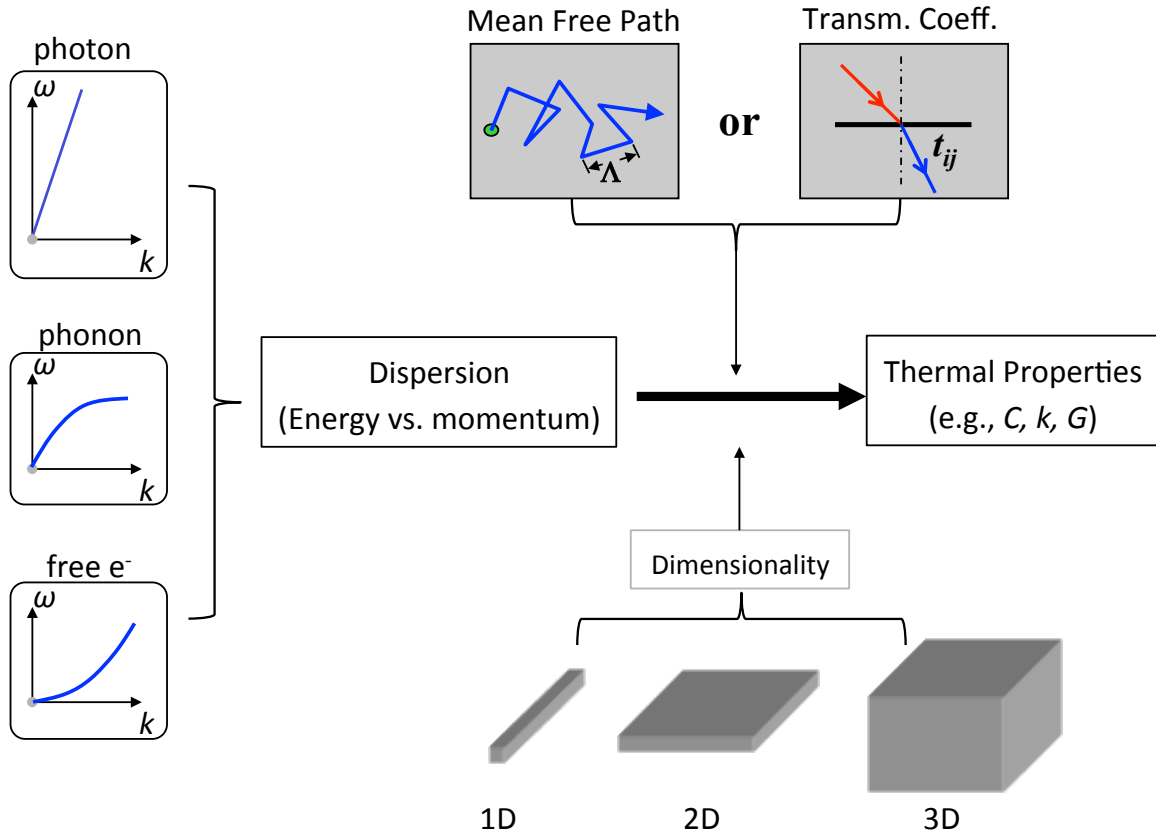 Mean Free Path
Transm. Coeff.
photon
ω
k
Λ
or
t_ij
phonon
ω
k
Dispersion
(Energy vs. momentum)
Thermal Properties
(e.g., C, k, G)
free e⁻
ω
k
Dimensionality
1D
2D
3D